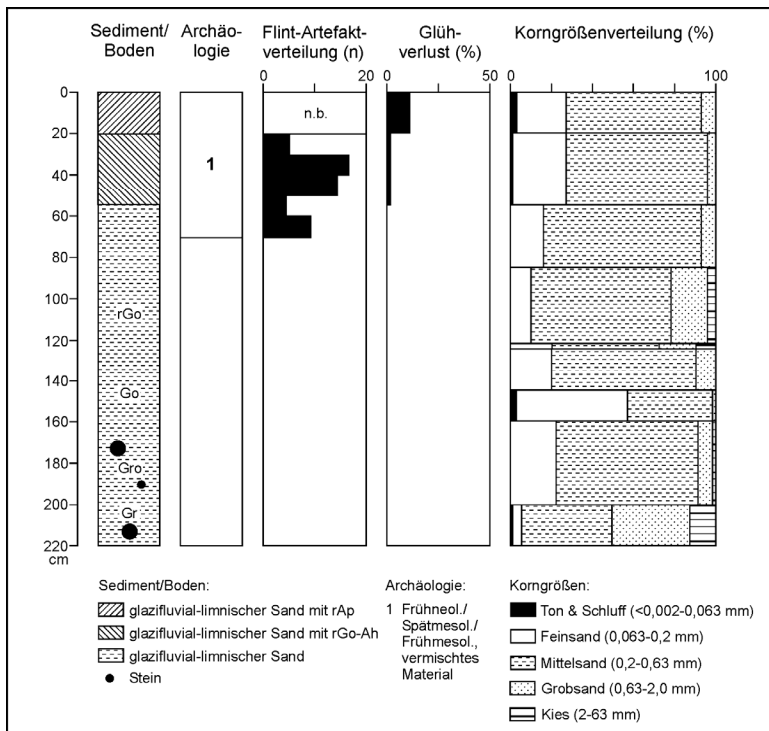 Sediment/
Boden
Archäo-
logie
Flint-Artefakt-
verteilung (n)
Glüh-
verlust (%)
Korngrößenverteilung (%)
0 20
0 50
0 100
0
20
40
60
80
100
120
140
160
180
200
220
cm
n.b.
1
rGo
Go
Gro
Gr
Sediment/Boden:
glazifluvial-limnischer Sand mit rAp
glazifluvial-limnischer Sand mit rGo-Ah
glazifluvial-limnischer Sand
Stein
Archäologie:
1 Frühneol./
Spätmesol./
Frühmesol.,
vermischtes
Material
Korngrößen:
Ton & Schluff (<0,002-0,063 mm)
Feinsand (0,063-0,2 mm)
Mittelsand (0,2-0,63 mm)
Grobsand (0,63-2,0 mm)
Kies (2-63 mm)